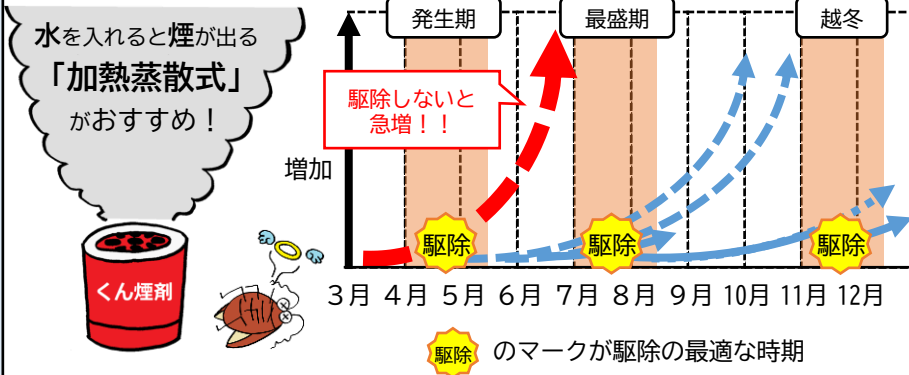 水を入れると煙が出る
「加熱蒸散式」
がおすすめ！
くん煙剤
発生期
最盛期
越冬
駆除しないと
急増！！
増加
駆除
駆除
駆除
3月 4月 5月 6月 7月 8月 9月 10月 11月 12月
駆除 のマークが駆除の最適な時期